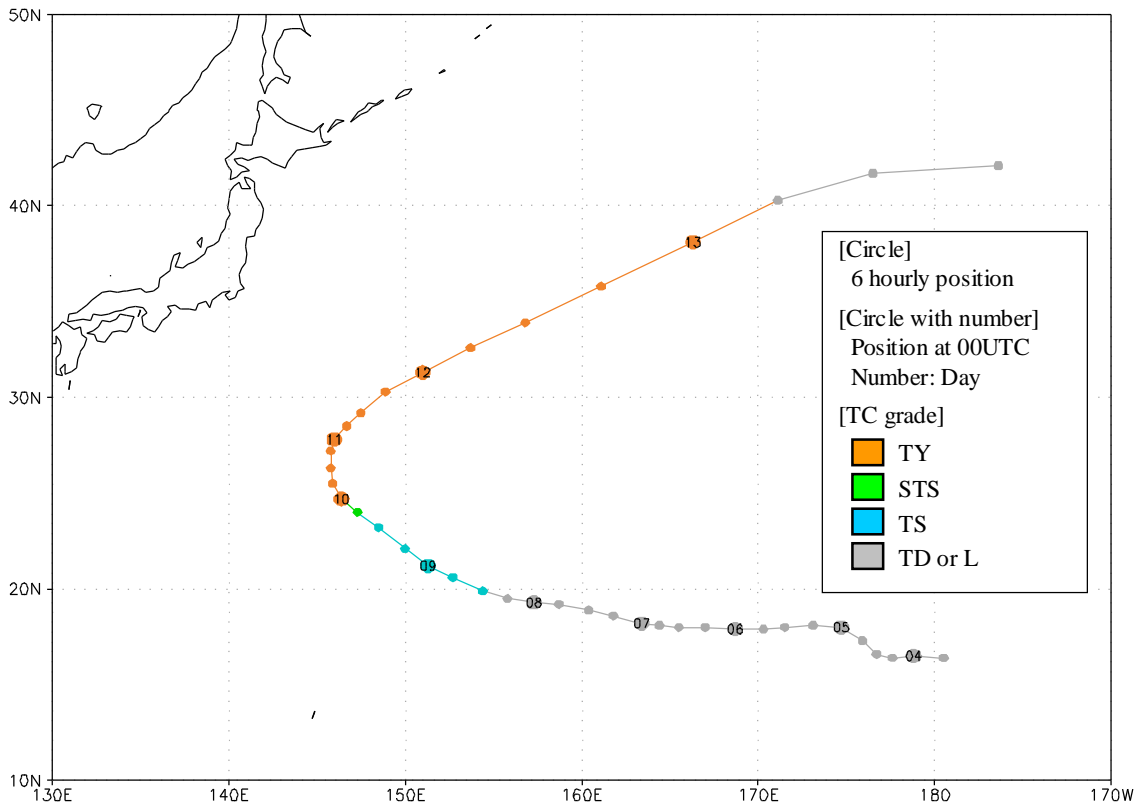 50N
40N
30N
20N
10N
130E 140E 150E 160E 170E 180 170W
13
12
11
10
09
08
07
06
05
04
[Circle]
6 hourly position
[Circle with number]
Position at 00UTC
Number: Day
[TC grade]
TY
STS
TS
TD or L